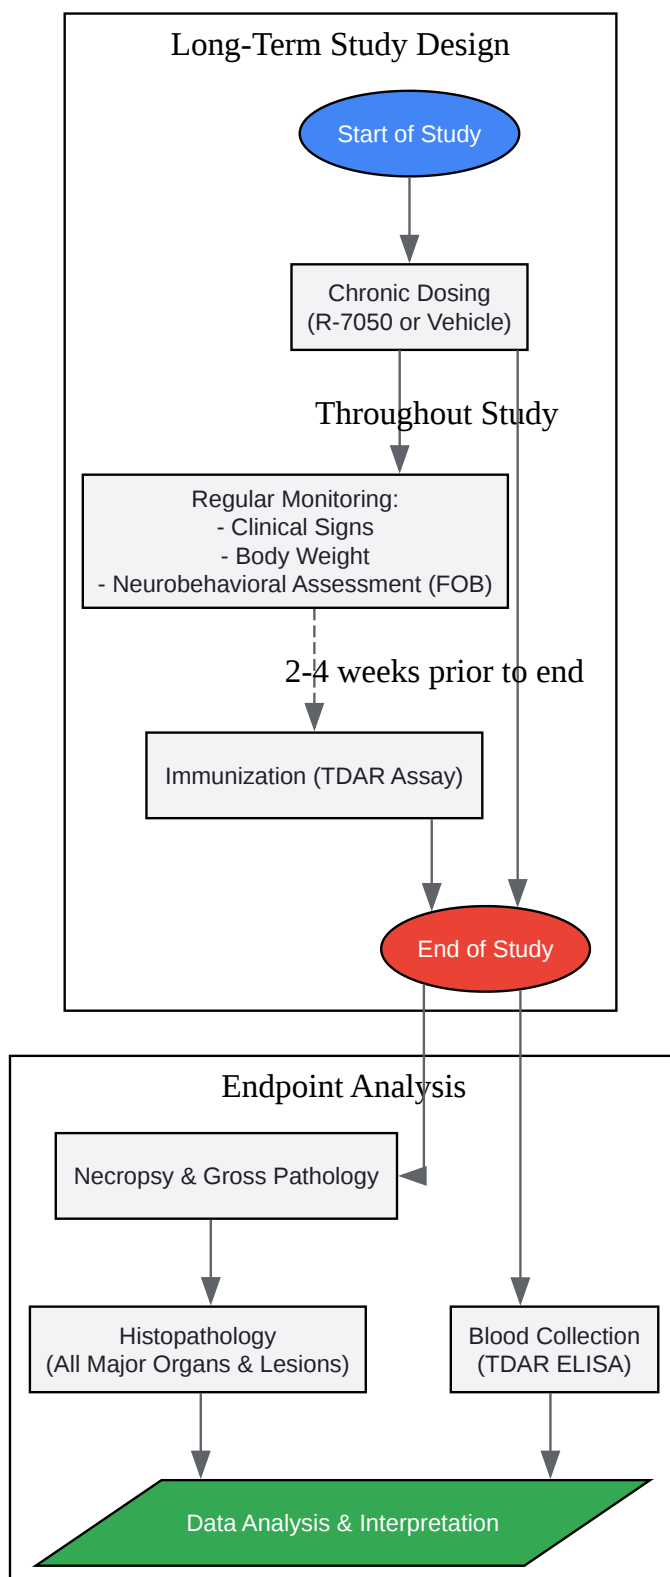 Long-Term Study Design
Start of Study
Chronic Dosing
(R-7050 or Vehicle)
Throughout Study
Regular Monitoring:
- Clinical Signs
- Body Weight
- Neurobehavioral Assessment (FOB)
2-4 weeks prior to end
Immunization (TDAR Assay)
End of Study
Endpoint Analysis
Necropsy & Gross Pathology
Histopathology
(All Major Organs & Lesions)
Blood Collection
(TDAR ELISA)
Data Analysis & Interpretation